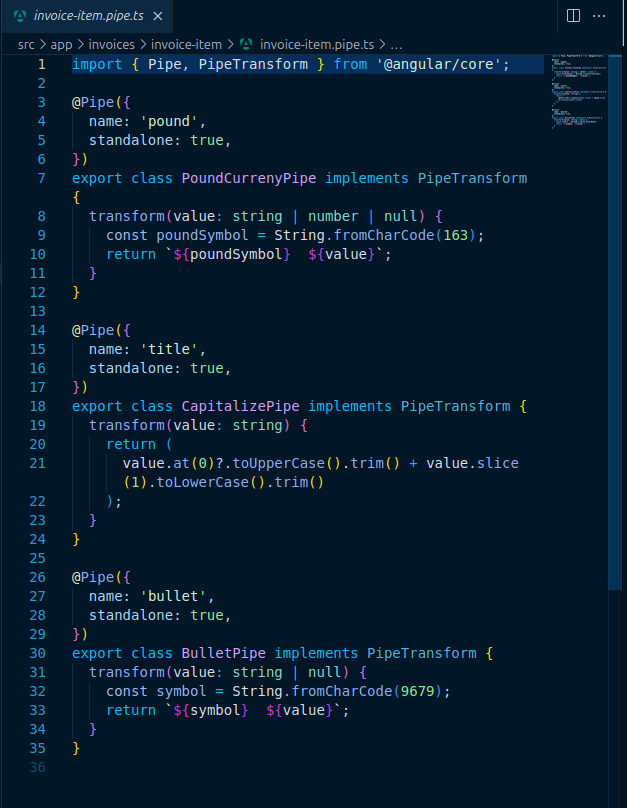 invoice-item.pipe.ts ×
src > app > invoices > invoice-item > invoice-item.pipe.ts > ...
1 import { Pipe, PipeTransform } from '@angular/core';
2
3 @Pipe({
4   name: 'pound',
5   standalone: true,
6 })
7 export class PoundCurrenyPipe implements PipeTransform
{
8   transform(value: string | number | null) {
9     const poundSymbol = String.fromCharCode(163);
10     return `${poundSymbol}  ${value}`;
11   }
12 }
13
14 @Pipe({
15   name: 'title',
16   standalone: true,
17 })
18 export class CapitalizePipe implements PipeTransform {
19   transform(value: string) {
20     return (
21       value.at(0)?.toUpperCase().trim() + value.slice
(1).toLowerCase().trim()
22     );
23   }
24 }
25
26 @Pipe({
27   name: 'bullet',
28   standalone: true,
29 })
30 export class BulletPipe implements PipeTransform {
31   transform(value: string | null) {
32     const symbol = String.fromCharCode(9679);
33     return `${symbol}  ${value}`;
34   }
35 }
36